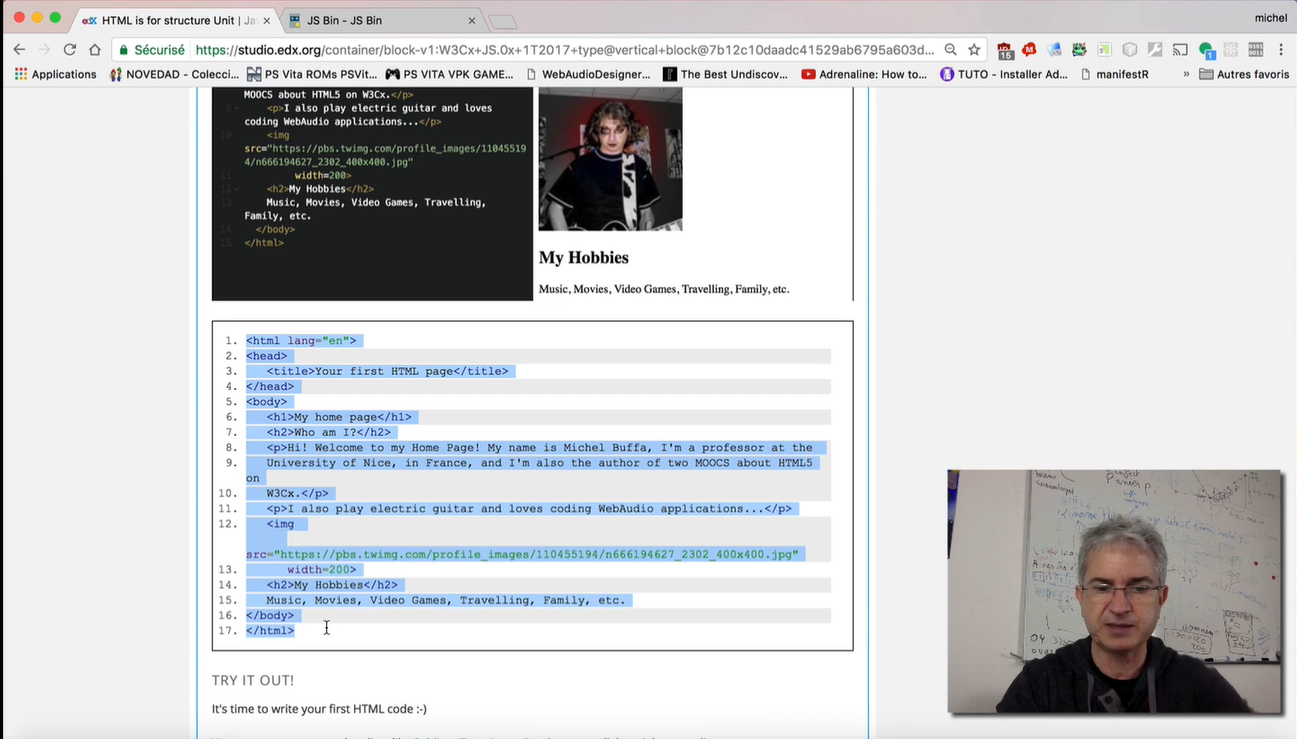 edX HTML is for structure Unit | Ja
JS Bin - JS Bin
michel
Sécurisé https://studio.edx.org/container/block-v1:W3Cx+JS.0x+1T2017+type@vertical+block@7b12c10daadc41529ab6795a603d...
15
1
Applications NOVEDAD - Colecci... PS Vita ROMs PSVit... PS VITA VPK GAME... WebAudioDesigner... The Best Undiscov... Adrenaline: How to... TUTO - Installer Ad... manifestR » Autres favoris
MOOCS about HTML5 on W3Cx.</p>
9 <p>I also play electric guitar and loves
coding WebAudio applications...</p>
10 <img
src="https://pbs.twimg.com/profile_images/11045519
4/n666194627_2302_400x400.jpg"
11 width=200>
12 <h2>My Hobbies</h2>
13 Music, Movies, Video Games, Travelling,
Family, etc.
14 </body>
15 </html>
My Hobbies
Music, Movies, Video Games, Travelling, Family, etc.
1. <html lang="en">
2. <head>
3. <title>Your first HTML page</title>
4. </head>
5. <body>
6. <h1>My home page</h1>
7. <h2>Who am I?</h2>
8. <p>Hi! Welcome to my Home Page! My name is Michel Buffa, I'm a professor at the
9. University of Nice, in France, and I'm also the author of two MOOCS about HTML5
on
10. W3Cx.</p>
11. <p>I also play electric guitar and loves coding WebAudio applications...</p>
12. <img
src="https://pbs.twimg.com/profile_images/110455194/n666194627_2302_400x400.jpg"
13. width=200>
14. <h2>My Hobbies</h2>
15. Music, Movies, Video Games, Travelling, Family, etc.
16. </body>
17. </html>
TRY IT OUT!
It's time to write your first HTML code :-)